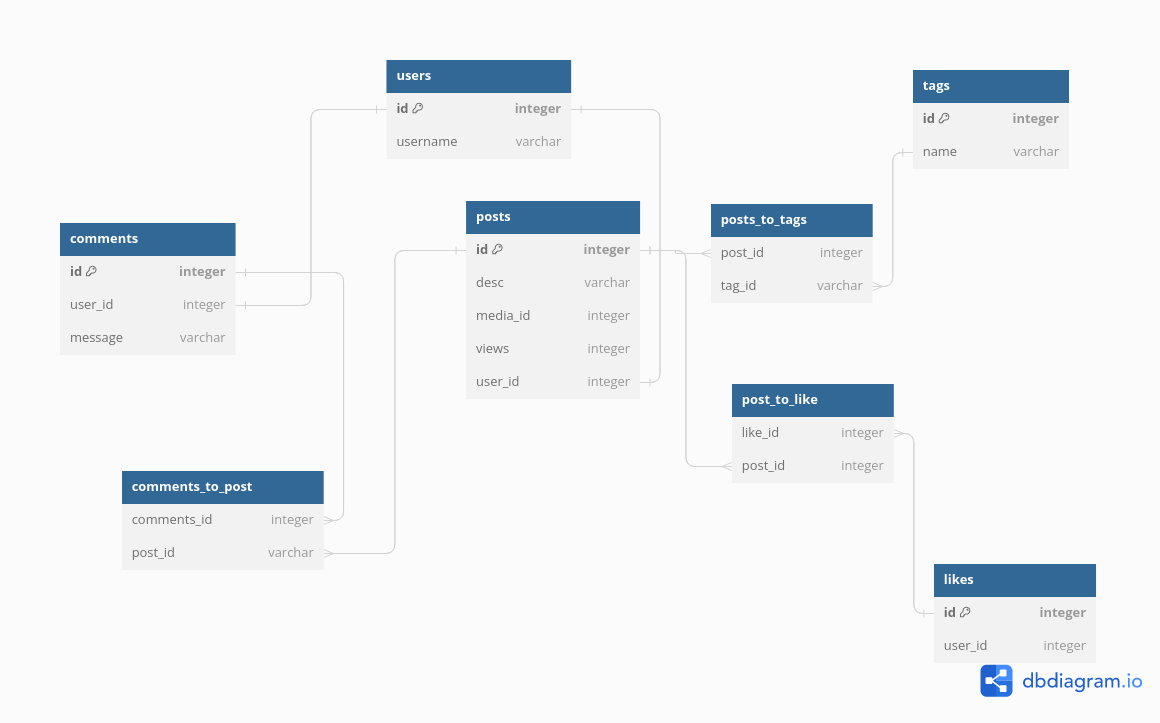 users
id integer
username varchar
tags
id integer
name varchar
posts
id integer
desc varchar
media_id integer
views integer
user_id integer
posts_to_tags
post_id integer
tag_id varchar
comments
id integer
user_id integer
message varchar
post_to_like
like_id integer
post_id integer
comments_to_post
comments_id integer
post_id varchar
likes
id integer
user_id integer
dbdiagram.io